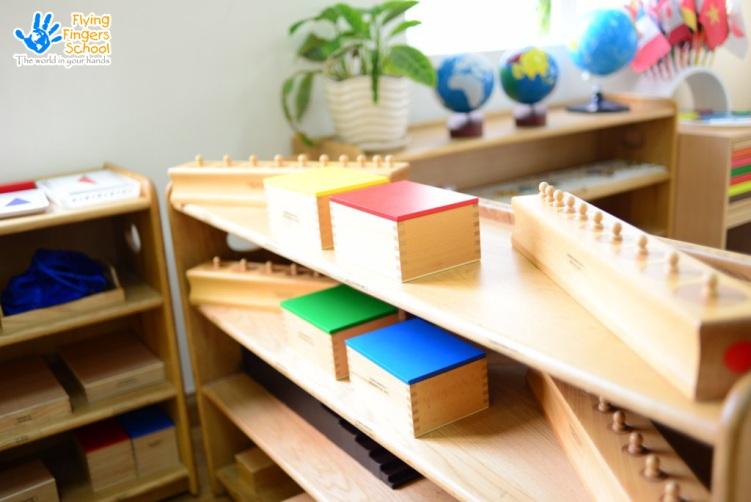 Flying
Fingers
School
The world in your hands